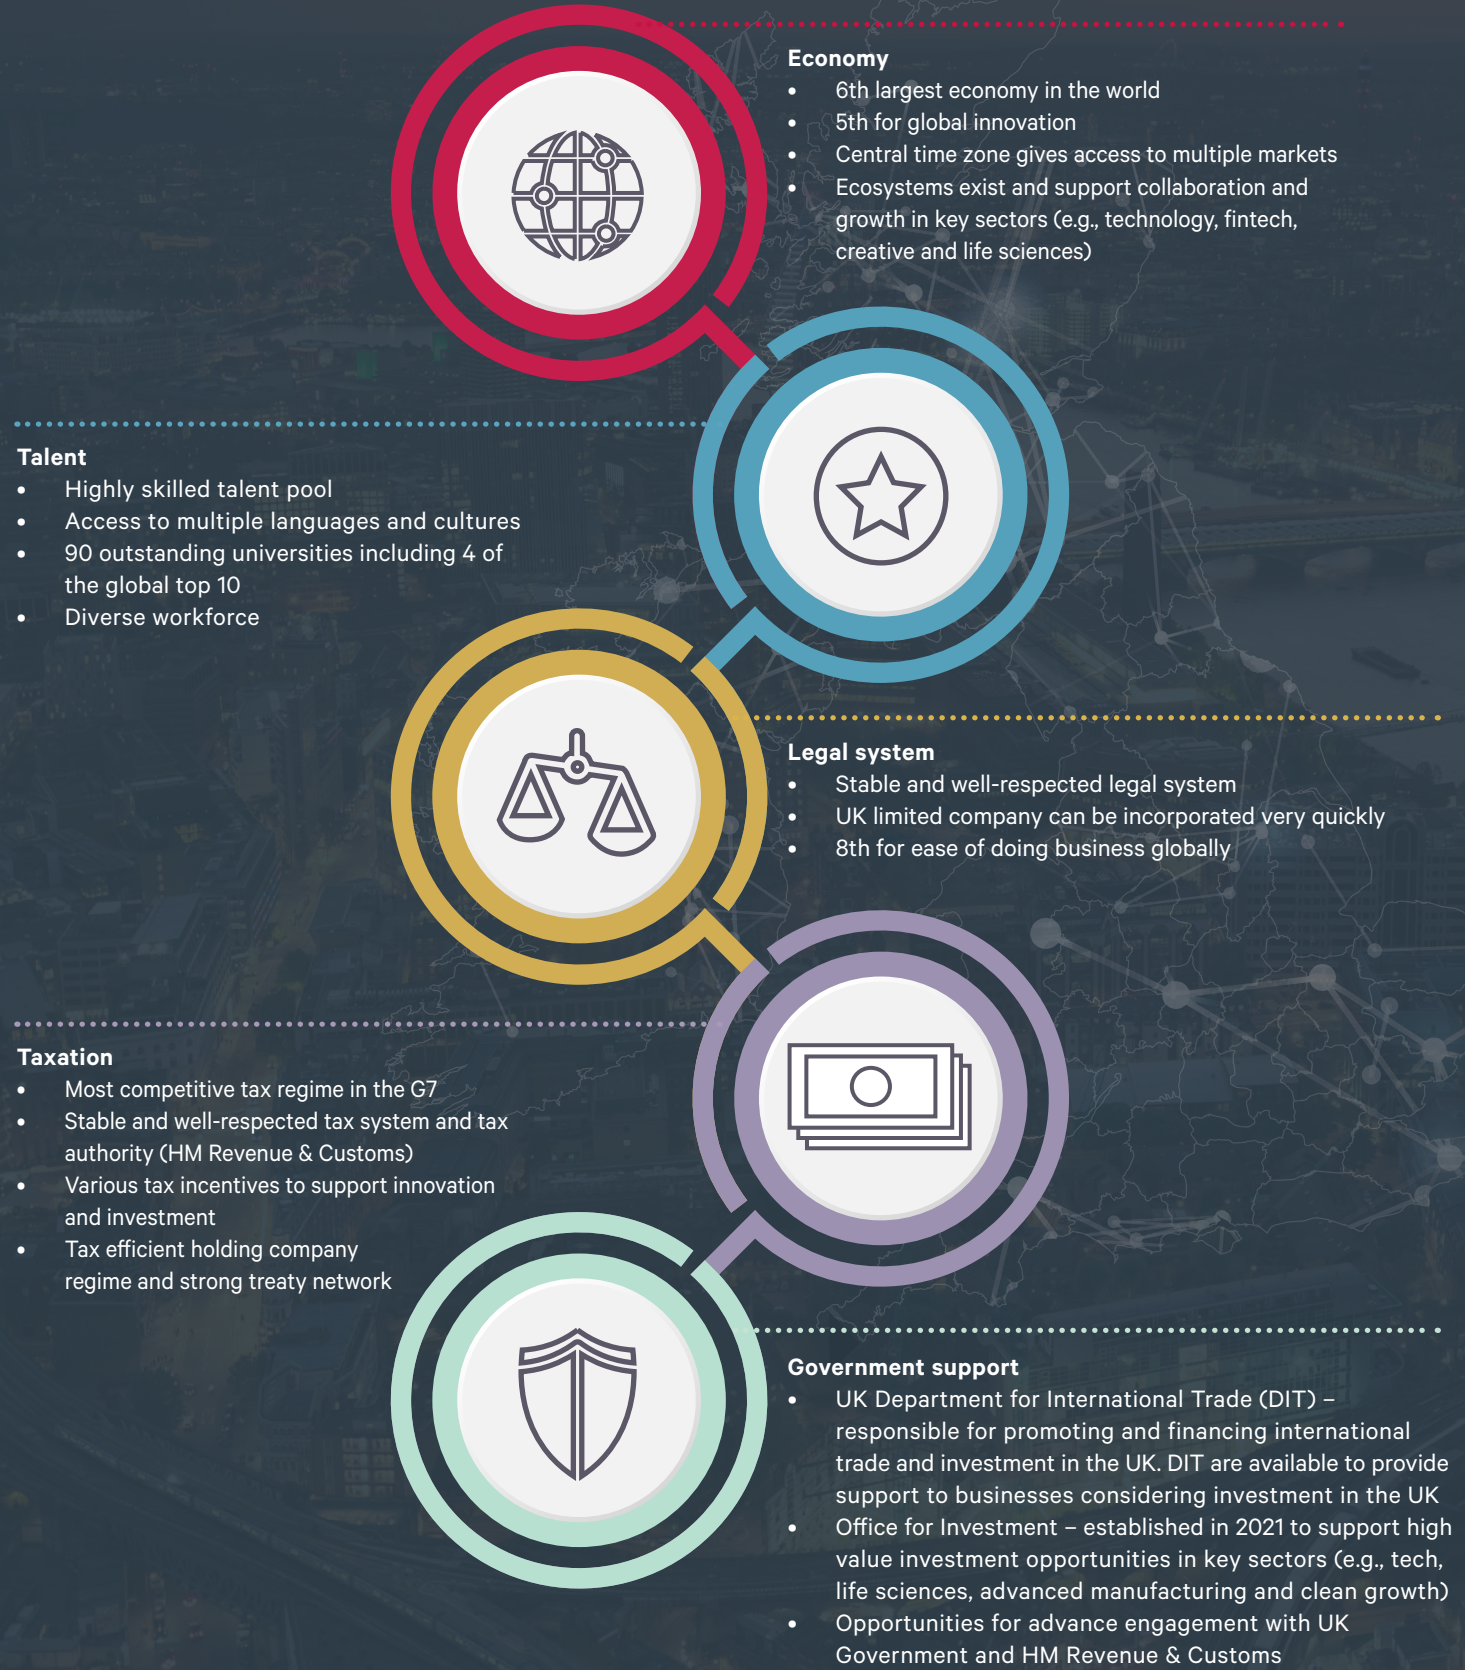 Economy
• 6th largest economy in the world
• 5th for global innovation
• Central time zone gives access to multiple markets
• Ecosystems exist and support collaboration and
growth in key sectors (e.g., technology, fintech,
creative and life sciences)
Talent
• Highly skilled talent pool
• Access to multiple languages and cultures
• 90 outstanding universities including 4 of
the global top 10
• Diverse workforce
Legal system
• Stable and well-respected legal system
• UK limited company can be incorporated very quickly
• 8th for ease of doing business globally
Taxation
• Most competitive tax regime in the G7
• Stable and well-respected tax system and tax
authority (HM Revenue & Customs)
• Various tax incentives to support innovation
and investment
• Tax efficient holding company
regime and strong treaty network
Government support
• UK Department for International Trade (DIT) –
responsible for promoting and financing international
trade and investment in the UK. DIT are available to provide
support to businesses considering investment in the UK
• Office for Investment – established in 2021 to support high
value investment opportunities in key sectors (e.g., tech,
life sciences, advanced manufacturing and clean growth)
• Opportunities for advance engagement with UK
Government and HM Revenue & Customs